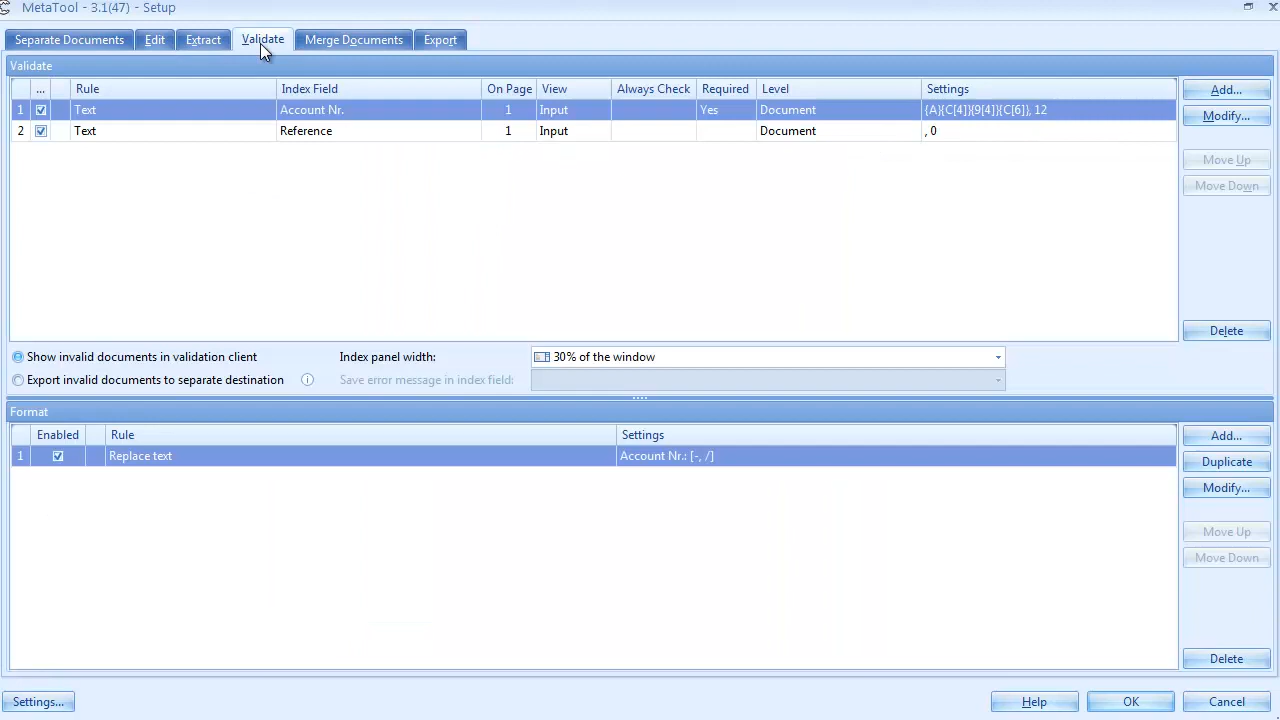 MetaTool - 3.1(47) - Setup
Separate Documents Edit Extract Validate Merge Documents Export
Validate
... Rule Index Field On Page View Always Check Required Level Settings
1 Text Account Nr. 1 Input Yes Document {A}{C[4]}{9[4]}{C[6]}, 12
2 Text Reference 1 Input Document , 0
Add...
Modify...
Move Up
Move Down
Delete
Show invalid documents in validation client Index panel width: 30% of the window
Export invalid documents to separate destination Save error message in index field:
Format
Enabled Rule Settings
1 Replace text Account Nr.: [-, /]
Add...
Duplicate
Modify...
Move Up
Move Down
Delete
Settings... Help OK Cancel